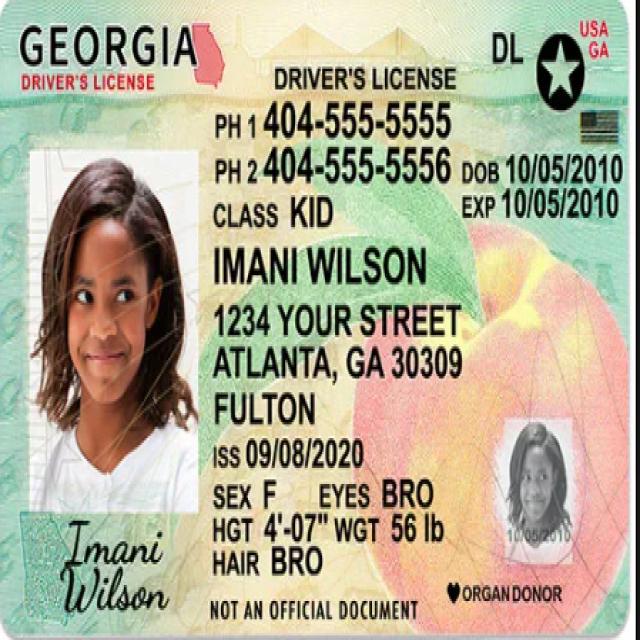 GEORGIA
DRIVER'S LICENSE
DL
USA
GA
DRIVER'S LICENSE
PH 1 404-555-5555
PH 2 404-555-5556
DOB 10/05/2010
CLASS KID
EXP 10/05/2010
IMANI WILSON
1234 YOUR STREET
ATLANTA, GA 30309
FULTON
ISS 09/08/2020
SEX F EYES BRO
HGT 4'-07" WGT 56 lb
HAIR BRO
10/05/2010
Imani
Wilson
NOT AN OFFICIAL DOCUMENT
ORGAN DONOR